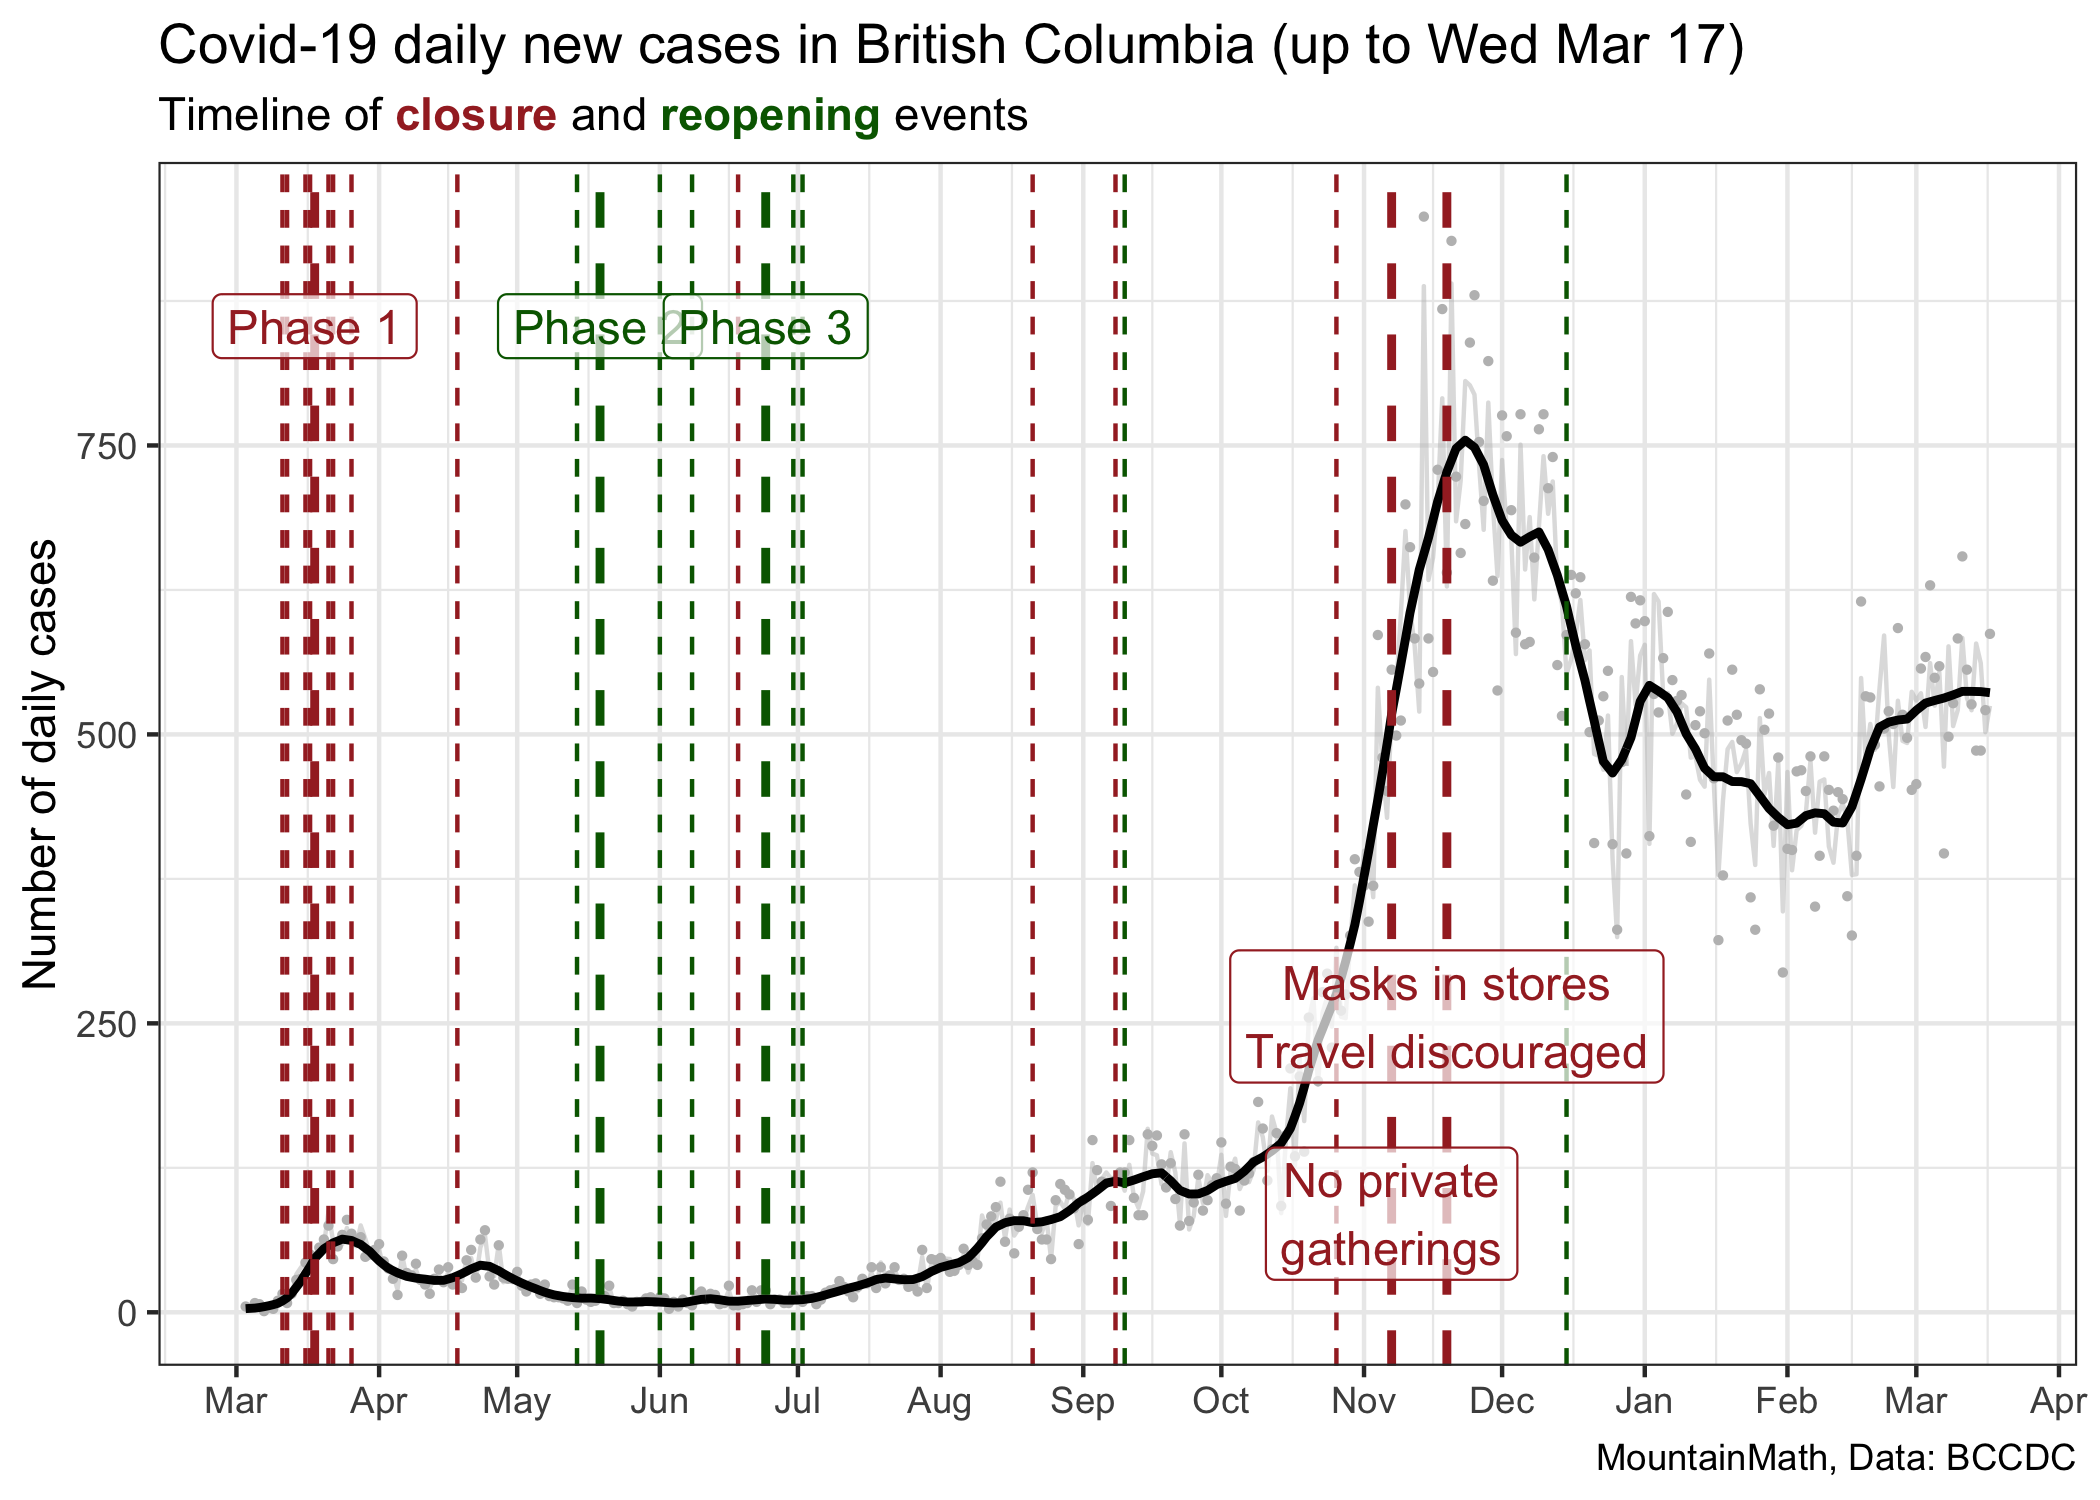 Covid-19 daily new cases in British Columbia (up to Wed Mar 17)
Timeline of closure and reopening events
Number of daily cases
750
500
250
0
Phase 1
Phase 2
Phase 3
Masks in stores
Travel discouraged
No private
gatherings
Mar Apr May Jun Jul Aug Sep Oct Nov Dec Jan Feb Mar Apr
MountainMath, Data: BCCDC